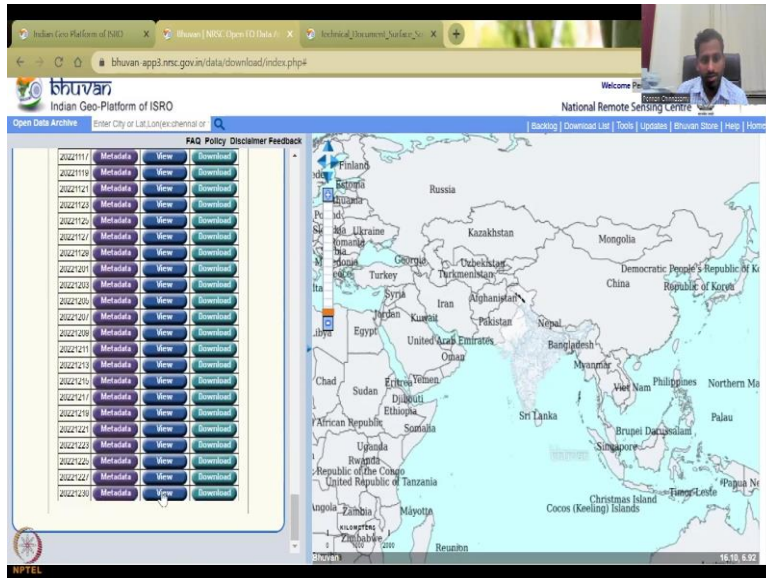 Indian Geo Platform of ISRO X
Bhuvan | NRSC Open EO Data A X
Technical_Document_Surface_So X
bhuvan-app3.nrsc.gov.in/data/download/index.php#
bhuvan
Indian Geo-Platform of ISRO
Welcome
National Remote Sensing Centre
Open Data Archive
Enter City or Lat,Lon(ex:chennai or
| Backlog | Download List | Tools | Updates | Bhuvan Store | Help | Home
FAQ Policy Disclaimer Feedback
20221117 Metadata View Download
20221119 Metadata View Download
20221121 Metadata View Download
20221123 Metadata View Download
20221125 Metadata View Download
20221127 Metadata View Download
20221129 Metadata View Download
20221201 Metadata View Download
20221203 Metadata View Download
20221205 Metadata View Download
20221207 Metadata View Download
20221209 Metadata View Download
20221211 Metadata View Download
20221213 Metadata View Download
20221215 Metadata View Download
20221217 Metadata View Download
20221219 Metadata View Download
20221221 Metadata View Download
20221223 Metadata View Download
20221225 Metadata View Download
20221227 Metadata View Download
20221230 Metadata View Download
Finland
Estonia
Russia
Ukraine
Kazakhstan
Mongolia
Georgia
Uzbekistan
Turkey
Turkmenistan
Democratic People's Republic of Ko
China
Republic of Korea
Syria
Iran
Afghanistan
Jordan
Kuwait
Pakistan
Nepal
Egypt
United Arab Emirates
Bangladesh
Oman
Myanmar
Chad
Sudan
Eritrea
Yemen
Viet Nam
Philippines
Northern Ma
Djibouti
Ethiopia
Sri Lanka
Palau
African Republic
Somalia
Brunei Darussalam
Uganda
Singapore
Rwanda
Republic of the Congo
United Republic of Tanzania
Papua Ne
Timor-Leste
Christmas Island
Angola
Zambia
Mayotte
Cocos (Keeling) Islands
KILOMETERS
0 1000 2000
Zimbabwe
Reunion
Bhuvan
16.18, 6.92
NPTEL